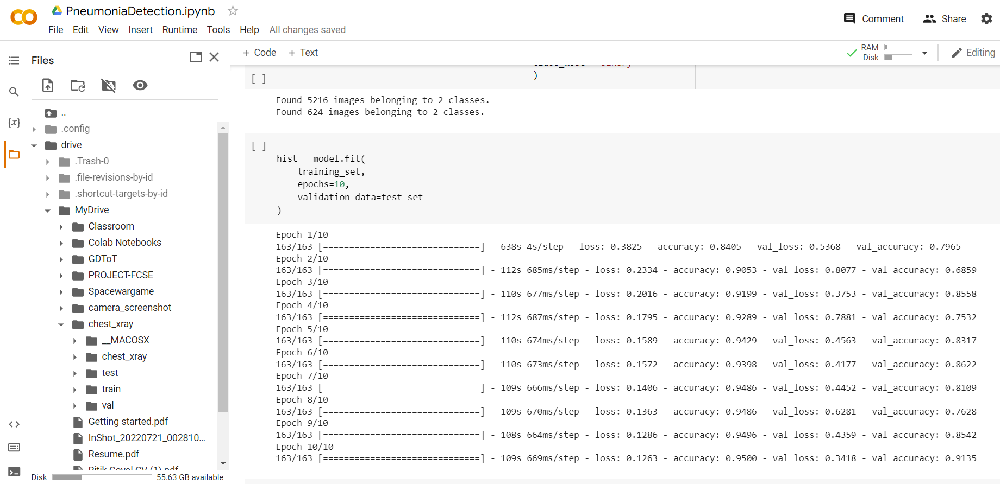 PneumoniaDetection.ipynb
File Edit View Insert Runtime Tools Help All changes saved
Comment Share
Files
+ Code + Text
RAM
Disk
Editing
..
.config
drive
.Trash-0
.file-revisions-by-id
.shortcut-targets-by-id
MyDrive
Classroom
Colab Notebooks
GDToT
PROJECT-FCSE
Spacewargame
camera_screenshot
chest_xray
__MACOSX
chest_xray
test
train
val
Getting started.pdf
InShot_20220721_002810...
Resume.pdf
Ritik Goyal CV (1).pdf
Disk 55.63 GB available
{x}
[ ]
)
Found 5216 images belonging to 2 classes.
Found 624 images belonging to 2 classes.
[ ]
hist = model.fit(
training_set,
epochs=10,
validation_data=test_set
)
Epoch 1/10
163/163 [==============================] - 638s 4s/step - loss: 0.3825 - accuracy: 0.8405 - val_loss: 0.5368 - val_accuracy: 0.7965
Epoch 2/10
163/163 [==============================] - 112s 685ms/step - loss: 0.2334 - accuracy: 0.9053 - val_loss: 0.8077 - val_accuracy: 0.6859
Epoch 3/10
163/163 [==============================] - 110s 677ms/step - loss: 0.2016 - accuracy: 0.9199 - val_loss: 0.3753 - val_accuracy: 0.8558
Epoch 4/10
163/163 [==============================] - 112s 687ms/step - loss: 0.1795 - accuracy: 0.9289 - val_loss: 0.7881 - val_accuracy: 0.7532
Epoch 5/10
163/163 [==============================] - 110s 674ms/step - loss: 0.1589 - accuracy: 0.9429 - val_loss: 0.4563 - val_accuracy: 0.8317
Epoch 6/10
163/163 [==============================] - 110s 673ms/step - loss: 0.1572 - accuracy: 0.9398 - val_loss: 0.4177 - val_accuracy: 0.8622
Epoch 7/10
163/163 [==============================] - 109s 666ms/step - loss: 0.1406 - accuracy: 0.9486 - val_loss: 0.4452 - val_accuracy: 0.8109
Epoch 8/10
163/163 [==============================] - 109s 670ms/step - loss: 0.1363 - accuracy: 0.9486 - val_loss: 0.6281 - val_accuracy: 0.7628
Epoch 9/10
163/163 [==============================] - 108s 664ms/step - loss: 0.1286 - accuracy: 0.9496 - val_loss: 0.4359 - val_accuracy: 0.8542
Epoch 10/10
163/163 [==============================] - 109s 669ms/step - loss: 0.1263 - accuracy: 0.9500 - val_loss: 0.3418 - val_accuracy: 0.9135